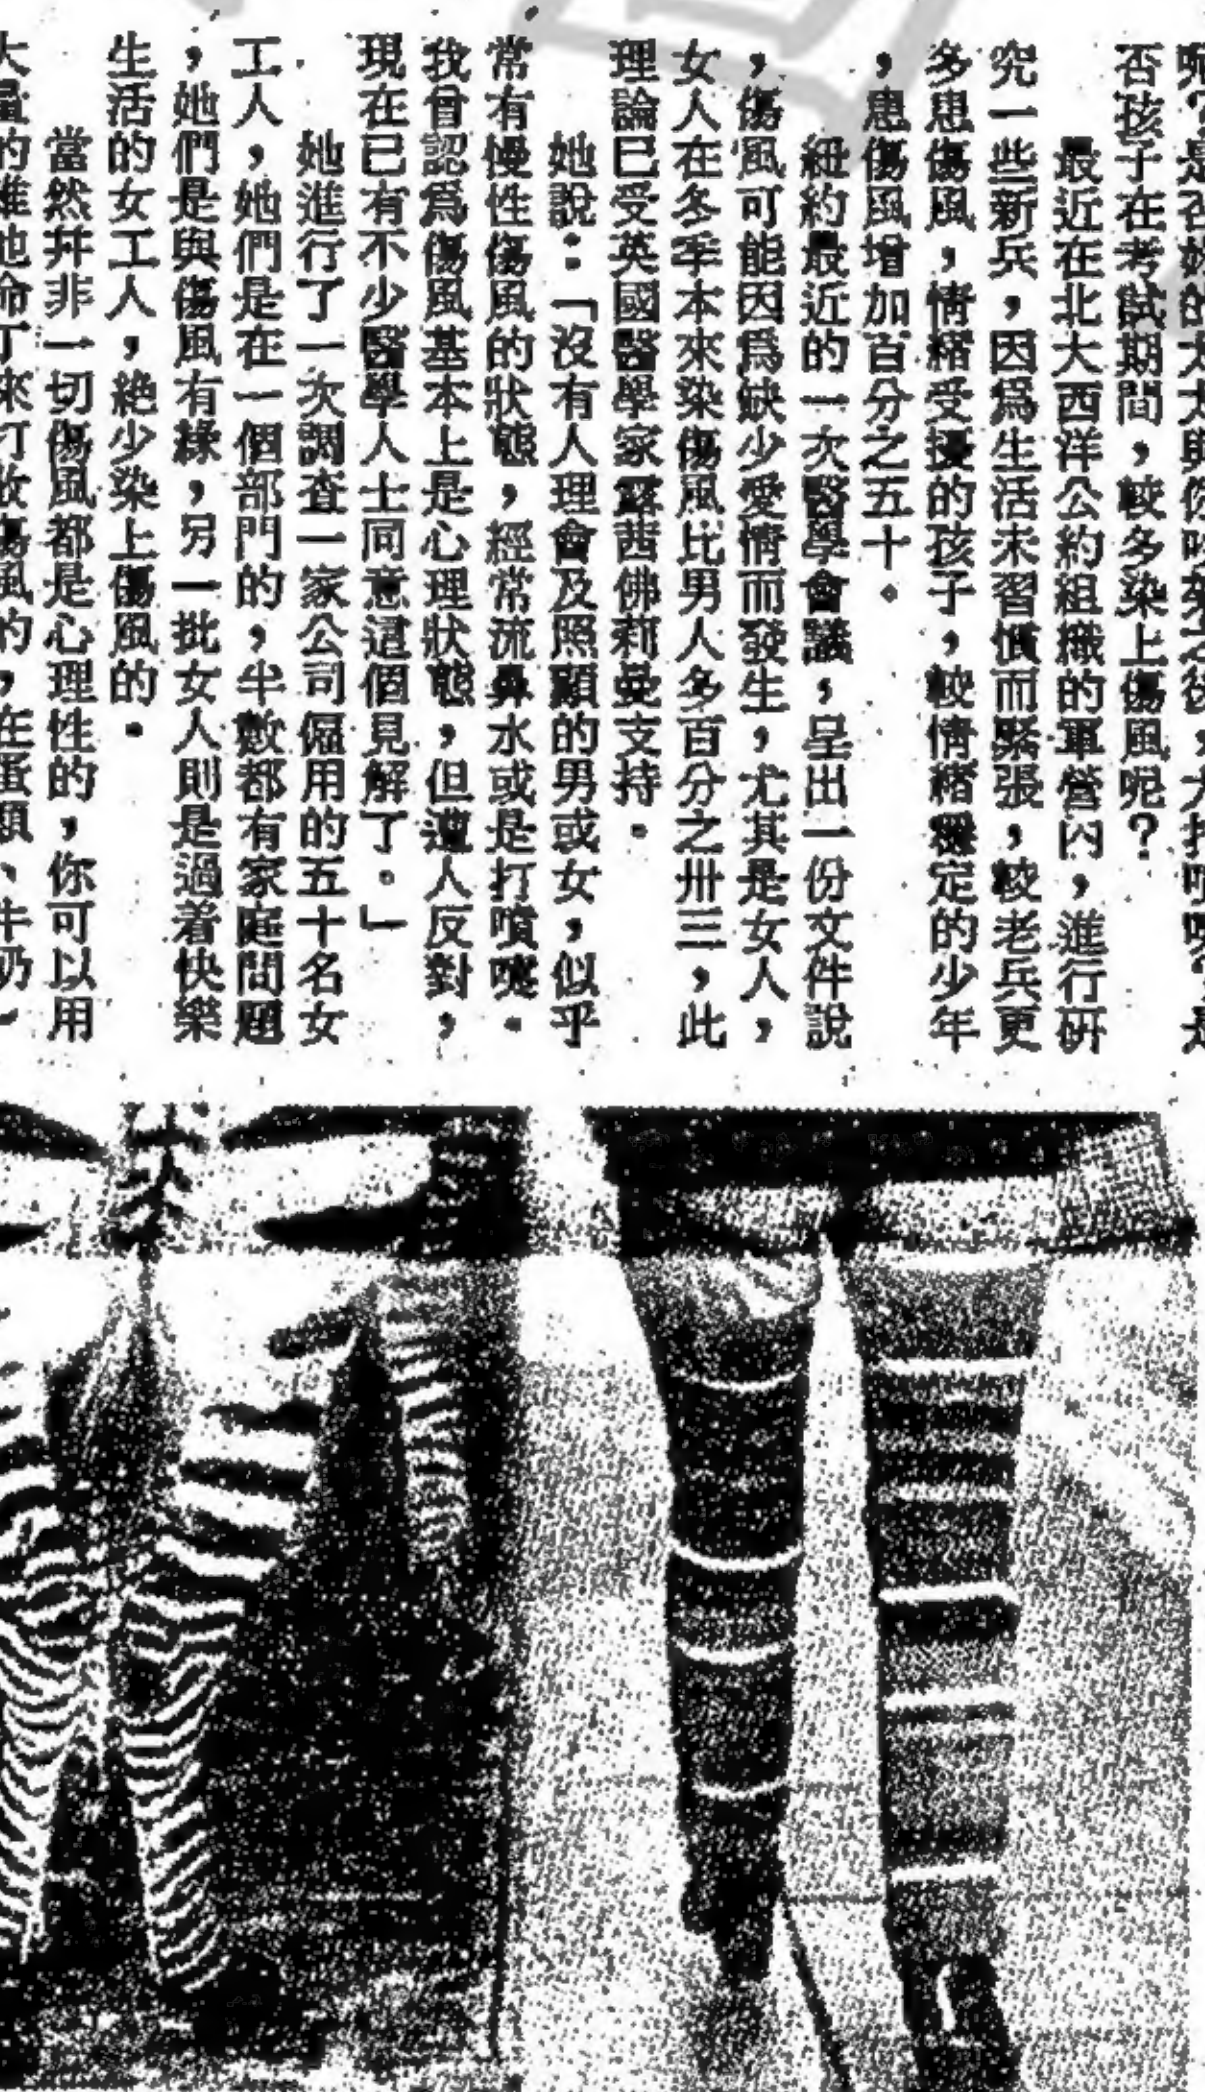 否孩子在考試期間，較多染上傷風呢？
最近在北大西洋公約組織的軍營內，進行研
究一些新兵，因爲生活未習慣而緊張，較老兵更
多患傷風，情緒受擾的孩子，較情緒穩定的少年
，患傷風增加百分之五十。
紐約最近的一次醫學會議，呈出一份文件說
，傷風可能因爲缺少愛情而發生，尤其是女人，
女人在冬季本來染傷風比男人多百分之卅三，此
理論已受英國醫學家露茜佛莉曼支持。
她說：「沒有人理會及照顧的男或女，似乎
常有慢性傷風的狀態，經常流鼻水或是打噴嚏。
我曾認爲傷風基本上是心理狀態，但遭人反對，
現在已有不少醫學人士同意這個見解了。」
她進行了一次調查一家公司僱用的五十名女
工人，她們是在一個部門的，半數都有家庭問題
，她們是與傷風有緣，另一批女人則是過着快樂
生活的女工人，絶少染上傷風的。
當然并非一切傷風都是心理性的，你可以用